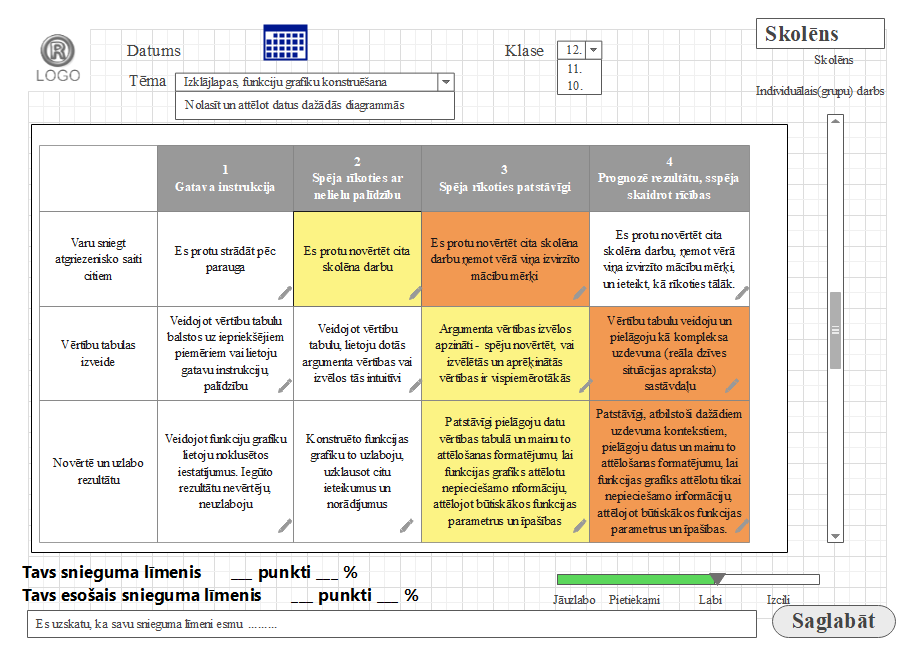 LOGO
Datums
Klase
12.
11.
10.
Skolēns
Skolēns
Individuālais(grupu) darbs
Tēma
Izklājlapas, funkciju grafiku konstruēšana
Nolasīt un attēlot datus dažādās diagrammās
1
Gatava instrukcija
2
Spēja rīkoties ar
nelielu palīdzību
3
Spēja rīkoties patstāvīgi
4
Prognozē rezultātu, sspēja
skaidrot rīcības
Varu sniegt
atgriezenisko saiti
citiem
Es protu strādāt pēc
parauga
Es protu novērtēt cita
skolēna darbu
Es protu novērtēt cita skolēna
darbu ņemot vērā viņa izvirzīto
mācību mērķi
Es protu novērtēt cita
skolēna darbu, ņemot vērā
viņa izvirzīto mācību mērķi,
un ieteikt, kā rīkoties tālāk.
Vērtību tabulas
izveide
Veidojot vērtību tabulu
balstos uz iepriekšējiem
piemēriem vai lietoju
gatavu instrukciju,
palīdzību
Veidojot vērtību
tabulu, lietoju dotās
argumenta vērtības vai
izvēlos tās intuitīvi
Argumenta vērtības izvēlos
apzināti - spēju novērtēt, vai
izvēlētās un aprēķinātās
vērtības ir vispiemērotākās
Vērtību tabulu veidoju un
pielāgoju kā kompleksa
uzdevuma (reāla dzīves
situācijas apraksta)
sastāvdaļu
Novērtē un uzlabo
rezultātu
Veidojot funkciju grafiku
lietoju noklusētos
iestatījumus. Iegūto
rezultātu nevērtēju,
neuzlaboju
Konstruēto funkcijas
grafiku to uzlaboju,
uzklausot citu
ieteikumus un
norādījumus
Patstāvīgi pielāgoju datu
vērtības tabulā un mainu to
attēlošanas formatējumu, lai
funkcijas grafiks attēlotu
nepieciešamo nformāciju,
attēlojot būtiskākos funkcijas
parametrus un īpašības
Patstāvīgi, atbilstoši dažādiem
uzdevuma kontekstiem,
pielāgoju datus un mainu to
attēlošanas formatējumu, lai
funkcijas grafiks attēlotu tikai
nepieciešamo informāciju,
attēlojot būtiskākos funkcijas
parametrus un īpašības.
Tavs snieguma līmenis ___ punkti ___ %
Tavs esošais snieguma līmenis ___ punkti ___ %
Jāuzlabo Pietiekami Labi Izcili
Es uzskatu, ka savu snieguma līmeni esmu .........
Saglabāt